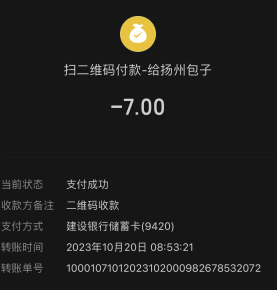 扫二维码付款-给扬州包子
-7.00
当前状态 支付成功
收款方备注 二维码收款
支付方式 建设银行储蓄卡(9420)
转账时间 2023年10月20日 08:53:21
转账单号 1000107101202310200098267853​2072